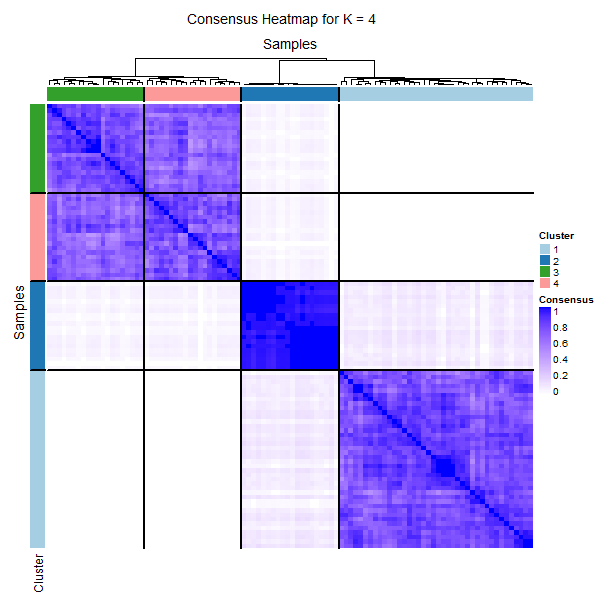 Consensus Heatmap for K = 4
Samples
Samples
Cluster
Cluster
1
2
3
4
Consensus
1
0.8
0.6
0.4
0.2
0